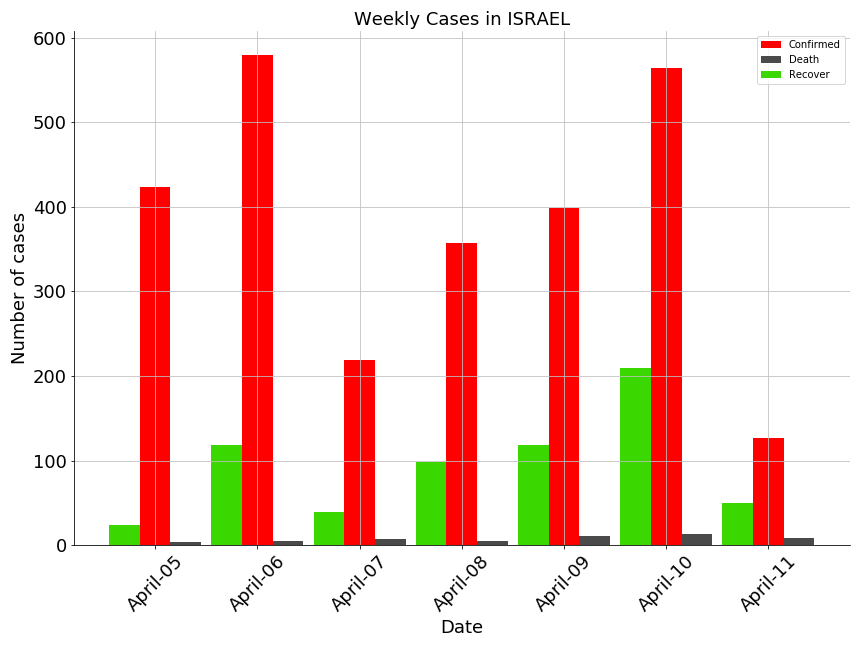 Weekly Cases in ISRAEL
Confirmed
Death
Recover
Number of cases
600
500
400
300
200
100
0
April-05
April-06
April-07
April-08
April-09
April-10
April-11
Date